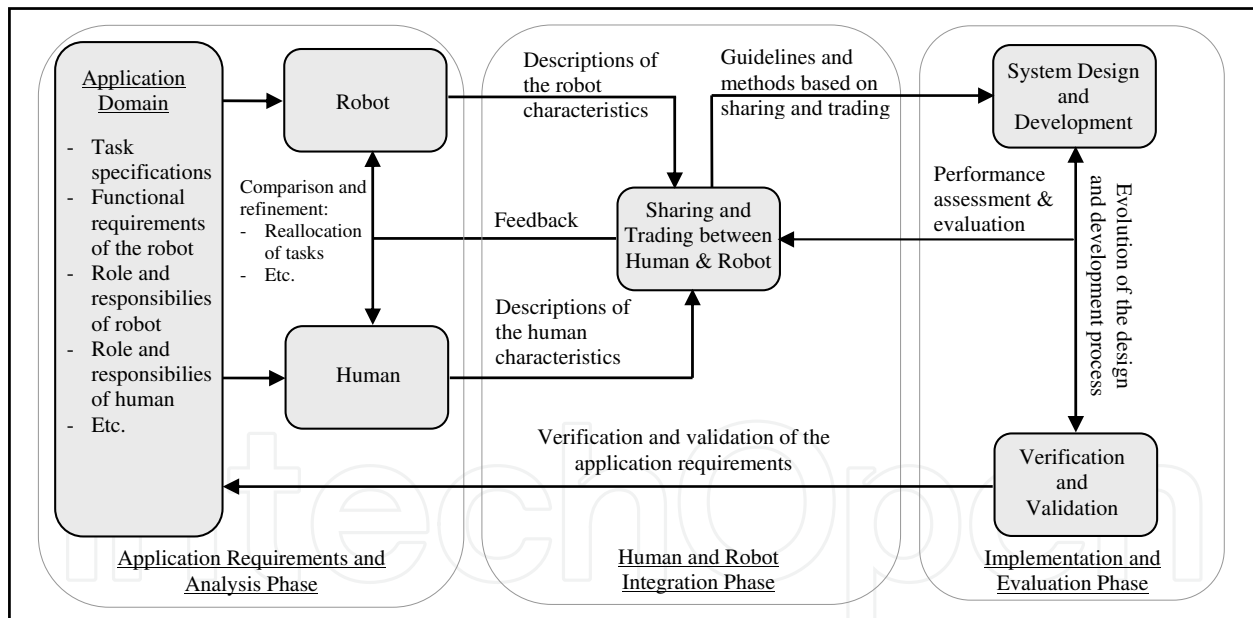 Application
Domain
- Task
specifications
- Functional
requirements
of the robot
- Role and
responsibilies
of robot
- Role and
responsibilies
of human
- Etc.
Robot
Comparison and
refinement:
- Reallocation
of tasks
- Etc.
Human
Application Requirements and
Analysis Phase
Descriptions of
the robot
characteristics
Guidelines and
methods based on
sharing and trading
Feedback
Sharing and
Trading between
Human & Robot
Descriptions of
the human
characteristics
Verification and validation of the
application requirements
Human and Robot
Integration Phase
System Design
and
Development
Performance
assessment &
evaluation
Evolution of the design
and development process
Verification
and
Validation
Implementation and
Evaluation Phase
intechOpen